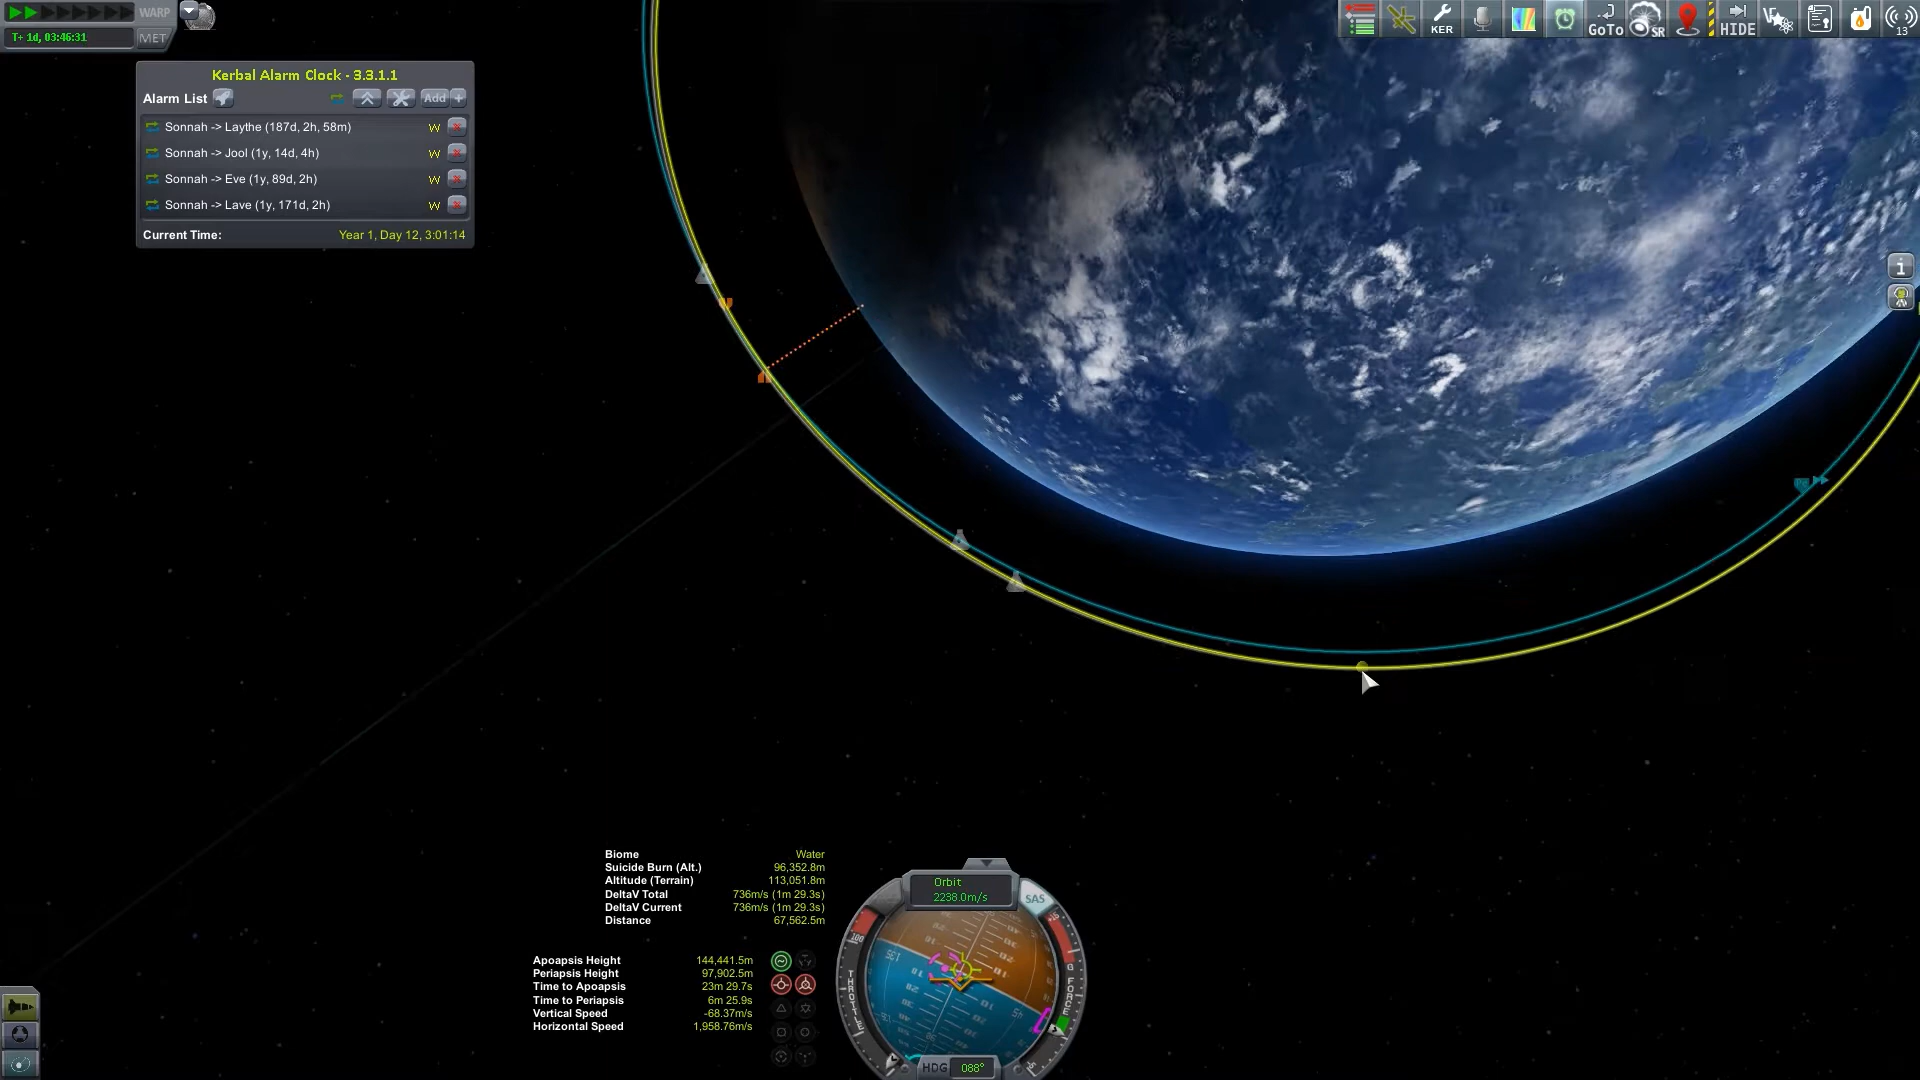 WARP
T+ 1d, 03:46:31
MET
KER
GoTo
SR
HIDE
13
Kerbal Alarm Clock - 3.3.1.1
Alarm List
Add +
Sonnah -> Laythe (187d, 2h, 58m) W
Sonnah -> Jool (1y, 14d, 4h) W
Sonnah -> Eve (1y, 89d, 2h) W
Sonnah -> Lave (1y, 171d, 2h) W
Current Time: Year 1, Day 12, 3:01:14
Pe
Biome Water
Suicide Burn (Alt.) 96,352.8m
Altitude (Terrain) 113,051.8m
DeltaV Total 736m/s (1m 29.3s)
DeltaV Current 736m/s (1m 29.3s)
Distance 67,562.5m
Apoapsis Height 144,441.5m
Periapsis Height 97,902.5m
Time to Apoapsis 23m 29.7s
Time to Periapsis 6m 25.9s
Vertical Speed -68.37m/s
Horizontal Speed 1,958.76m/s
Orbit
2238.0m/s
SAS
100
THROTTLE
G FORCE
HDG 088°